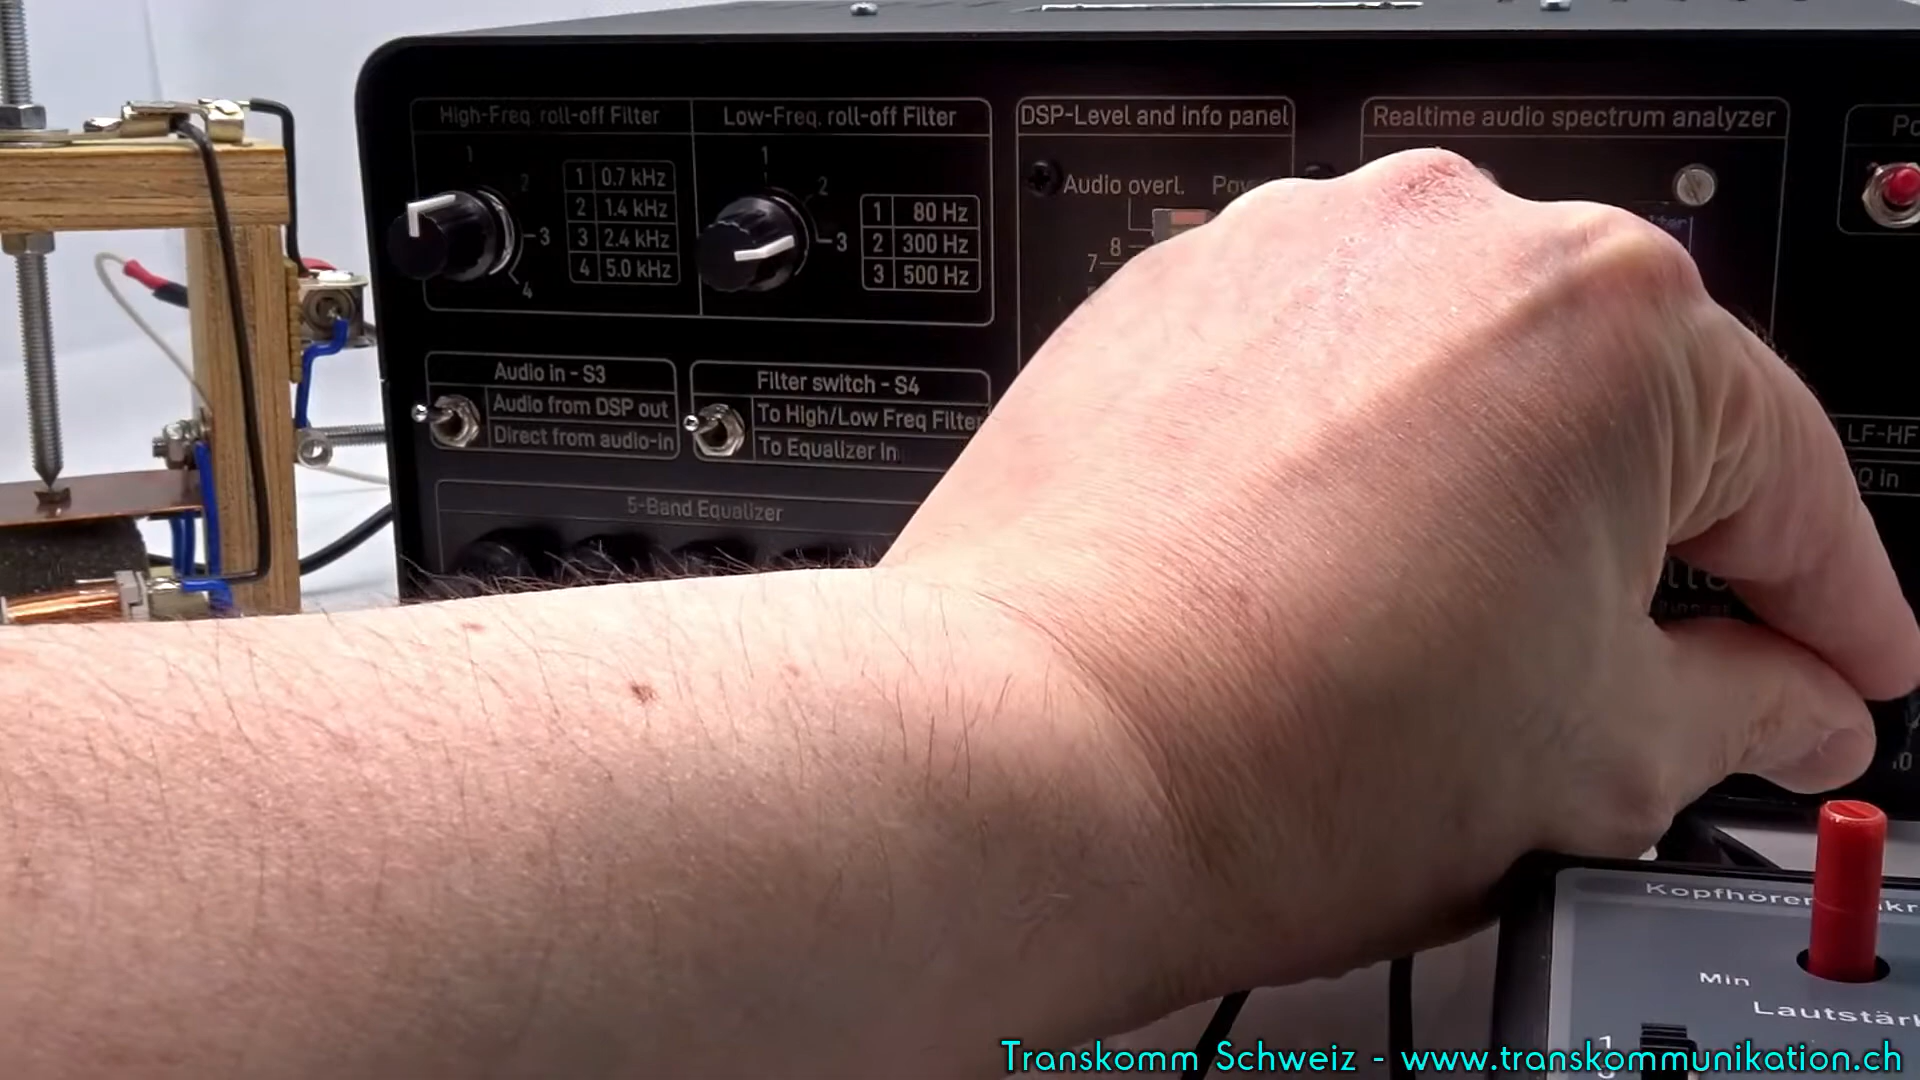 High-Freq. roll-off Filter
1
2
3
4
1 0.7 kHz
2 1.4 kHz
3 2.4 kHz
4 5.0 kHz
Low-Freq. roll-off Filter
1
2
3
1 80 Hz
2 300 Hz
3 500 Hz
DSP-Level and info panel
Audio overl.
8
7
Realtime audio spectrum analyzer
Audio in - S3
Audio from DSP out
Direct from audio-in
Filter switch - S4
To High/Low Freq Filter
To Equalizer In
5-Band Equalizer
LF-HF
In
10
Min
1
Transkomm Schweiz - www.transkommunikation.ch